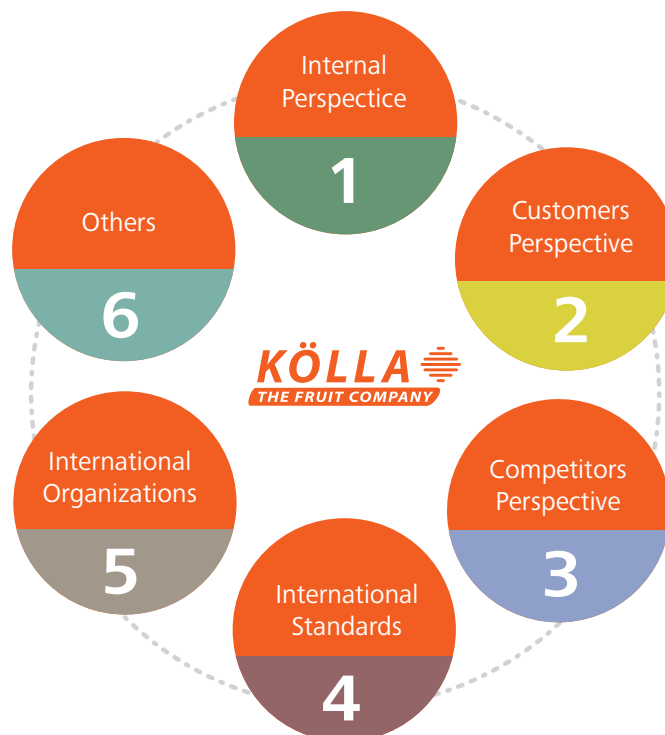 Internal
Perspectice
1
Customers
Perspective
2
Competitors
Perspective
3
International
Standards
4
International
Organizations
5
Others
6
KÖLLA
THE FRUIT COMPANY